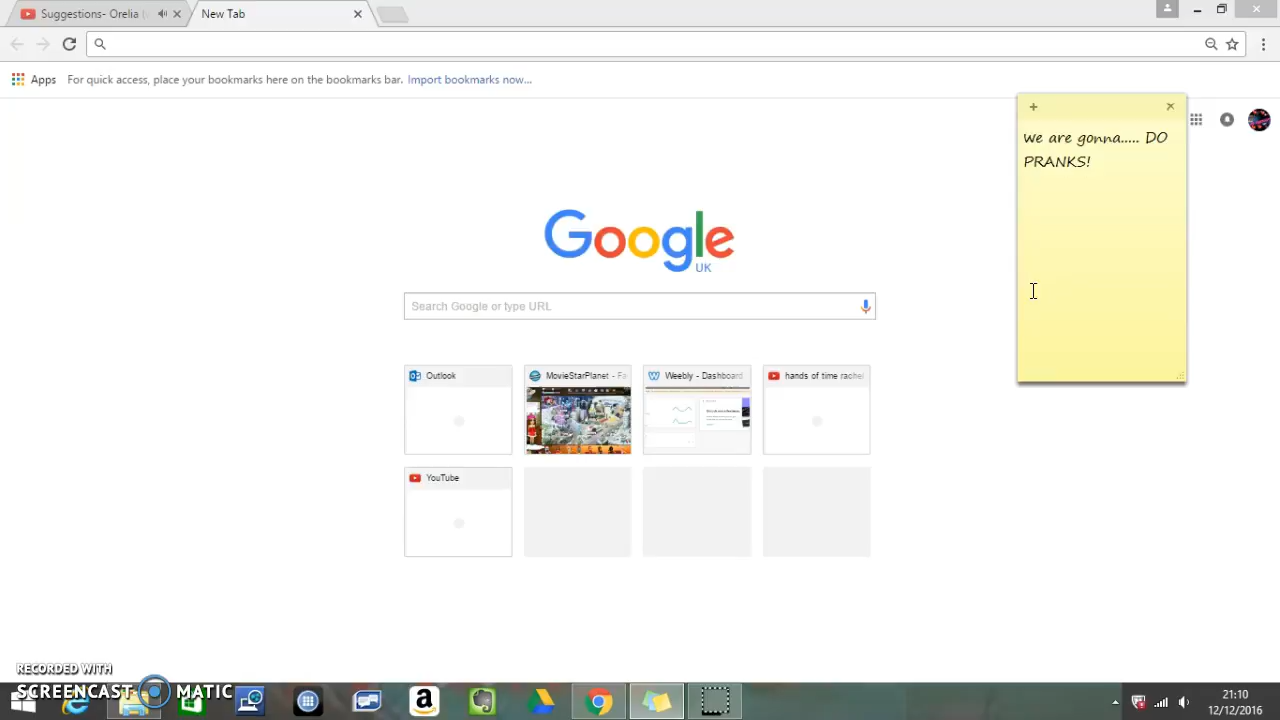 Suggestions- Orelia
New Tab
Apps
For quick access, place your bookmarks here on the bookmarks bar. Import bookmarks now...
We are gonna..... DO
PRANKS!
Google
UK
Search Google or type URL
Outlook
MovieStarPlanet - Fa
Weebly - Dashboard
hands of time rachel
YouTube
RECORDED WITH
SCREENCAST MATIC
21:10
12/12/2016